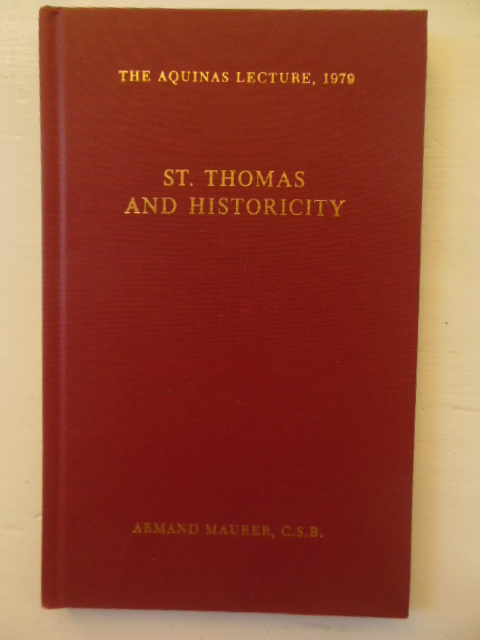 THE AQUINAS LECTURE, 1979
ST. THOMAS
AND HISTORICITY
ARMAND MAURER, C.S.B.